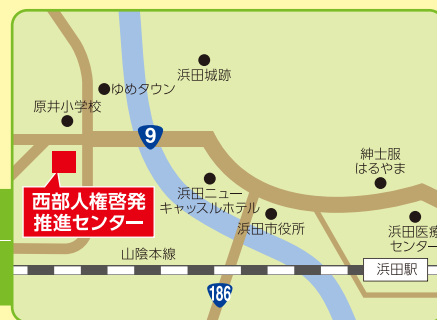 浜田城跡
ゆめタウン
原井小学校
9
紳士服
はるやま
西部人権啓発
推進センター
浜田ニュー
キャッスルホテル
浜田市役所
浜田医療
センター
山陰本線
浜田駅
186